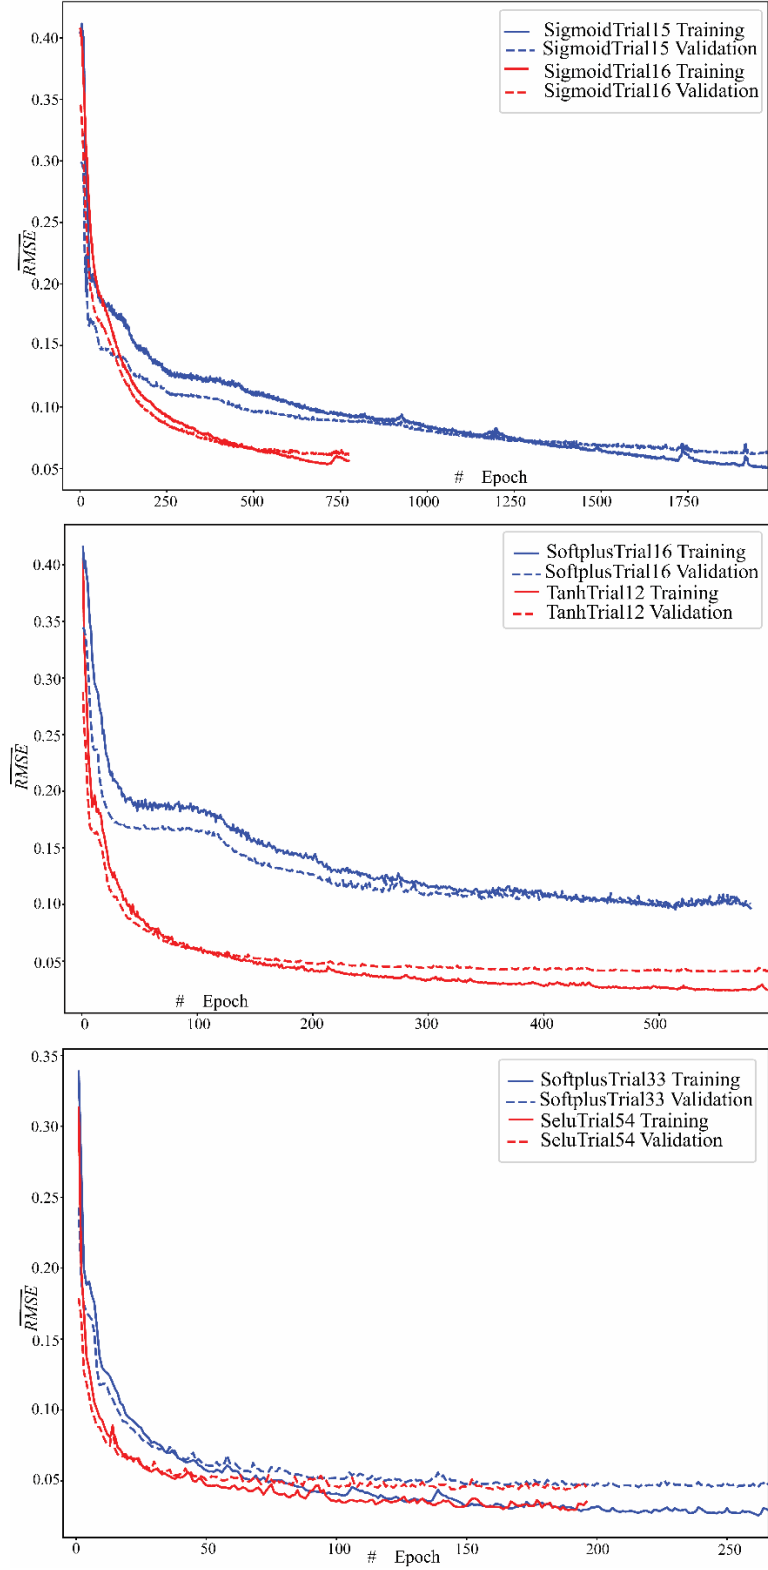 SigmoidTrial15 Training
SigmoidTrial15 Validation
SigmoidTrial16 Training
SigmoidTrial16 Validation
0.40
0.35
0.30
0.25
0.20
0.15
0.10
0.05
RMSE
# Epoch
0 250 500 750 1000 1250 1500 1750
SoftplusTrial16 Training
SoftplusTrial16 Validation
TanhTrial12 Training
TanhTrial12 Validation
0.40
0.35
0.30
0.25
0.20
0.15
0.10
0.05
RMSE
# Epoch
0 100 200 300 400 500
SoftplusTrial33 Training
SoftplusTrial33 Validation
SeluTrial54 Training
SeluTrial54 Validation
0.35
0.30
0.25
0.20
0.15
0.10
0.05
RMSE
0 50 100 150 200 250
# Epoch